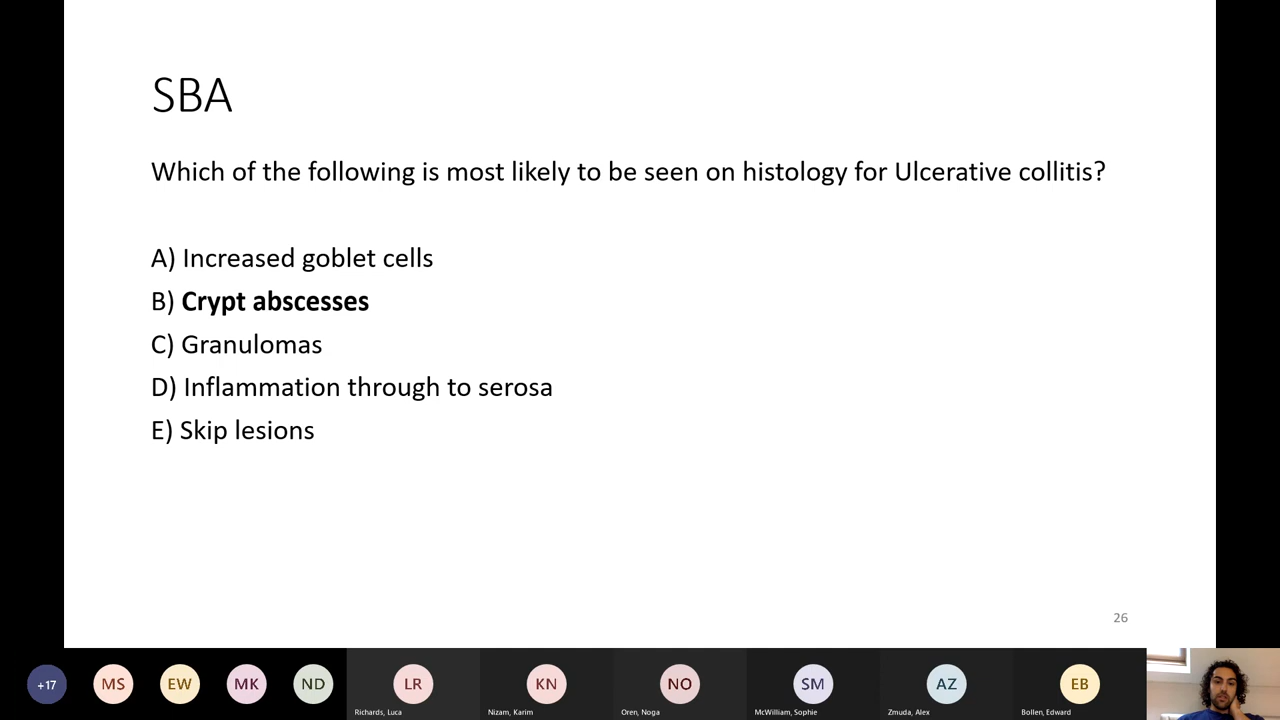 SBA
Which of the following is most likely to be seen on histology for Ulcerative collitis?
A) Increased goblet cells
B) Crypt abscesses
C) Granulomas
D) Inflammation through to serosa
E) Skip lesions
26
+17
MS
EW
MK
ND
LR
KN
NO
SM
AZ
EB
Richards, Luca
Nizam, Karim
Oren, Noga
McWilliam, Sophie
Zmuda, Alex
Bollen, Edward